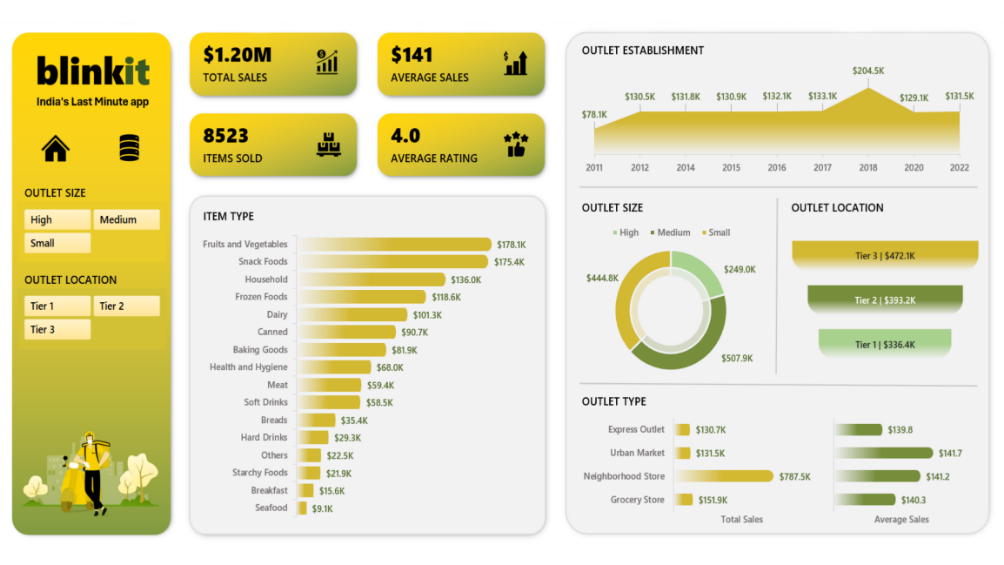 blinkit
India's Last Minute app
OUTLET SIZE
High
Medium
Small
OUTLET LOCATION
Tier 1
Tier 2
Tier 3
$1.20M
TOTAL SALES
$141
AVERAGE SALES
8523
ITEMS SOLD
4.0
AVERAGE RATING
ITEM TYPE
Fruits and Vegetables $178.1K
Snack Foods $175.4K
Household $136.0K
Frozen Foods $118.6K
Dairy $101.3K
Canned $90.7K
Baking Goods $81.9K
Health and Hygiene $68.0K
Meat $59.4K
Soft Drinks $58.5K
Breads $35.4K
Hard Drinks $29.3K
Others $22.5K
Starchy Foods $21.9K
Breakfast $15.6K
Seafood $9.1K
OUTLET ESTABLISHMENT
$78.1K $130.5K $131.8K $130.9K $132.1K $133.1K $204.5K $129.1K $131.5K
2011 2012 2014 2015 2016 2017 2018 2020 2022
OUTLET SIZE
High Medium Small
$444.8K
$249.0K
$507.9K
OUTLET LOCATION
Tier 3 | $472.1K
Tier 2 | $393.2K
Tier 1 | $336.4K
OUTLET TYPE
Express Outlet $130.7K $139.8
Urban Market $131.5K $141.7
Neighborhood Store $787.5K $141.2
Grocery Store $151.9K $140.3
Total Sales Average Sales